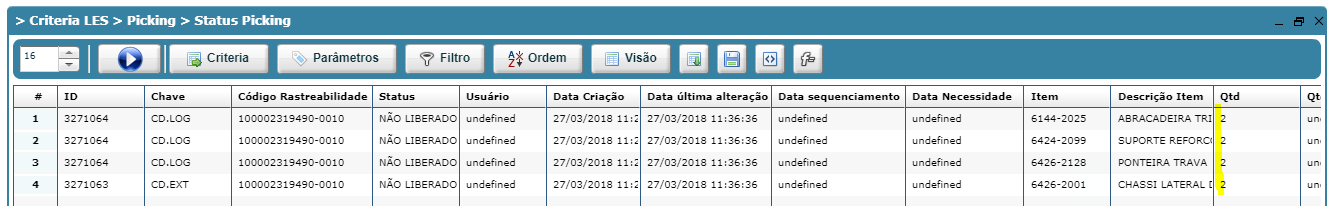 > Criteria LES > Picking > Status Picking
16 Criteria Parâmetros Filtro Ordem Visão
# ID Chave Código Rastreabilidade Status Usuário Data Criação Data última alteração Data sequenciamento Data Necessidade Item Descrição Item Qtd
1 3271064 CD.LOG 100002319490-0010 NÃO LIBERADO undefined 27/03/2018 11:2 27/03/2018 11:36:36 undefined undefined 6144-2025 ABRACADEIRA TRI 2
2 3271064 CD.LOG 100002319490-0010 NÃO LIBERADO undefined 27/03/2018 11:2 27/03/2018 11:36:36 undefined undefined 6424-2099 SUPORTE REFORC 2
3 3271064 CD.LOG 100002319490-0010 NÃO LIBERADO undefined 27/03/2018 11:2 27/03/2018 11:36:36 undefined undefined 6426-2128 PONTEIRA TRAVA 2
4 3271063 CD.EXT 100002319490-0010 NÃO LIBERADO undefined 27/03/2018 11:2 27/03/2018 11:36:36 undefined undefined 6426-2001 CHASSI LATERAL 2